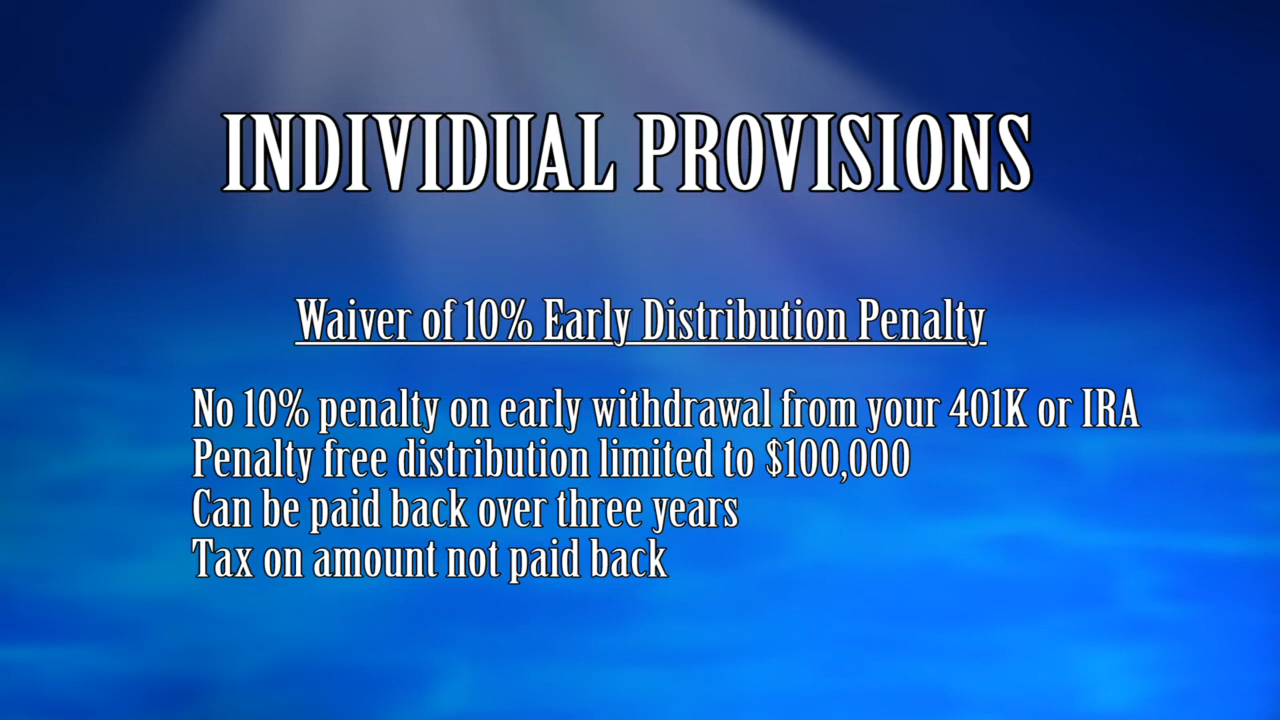 INDIVIDUAL PROVISIONS
Waiver of 10% Early Distribution Penalty
No 10% penalty on early withdrawal from your 401K or IRA
Penalty free distribution limited to $100,000
Can be paid back over three years
Tax on amount not paid back